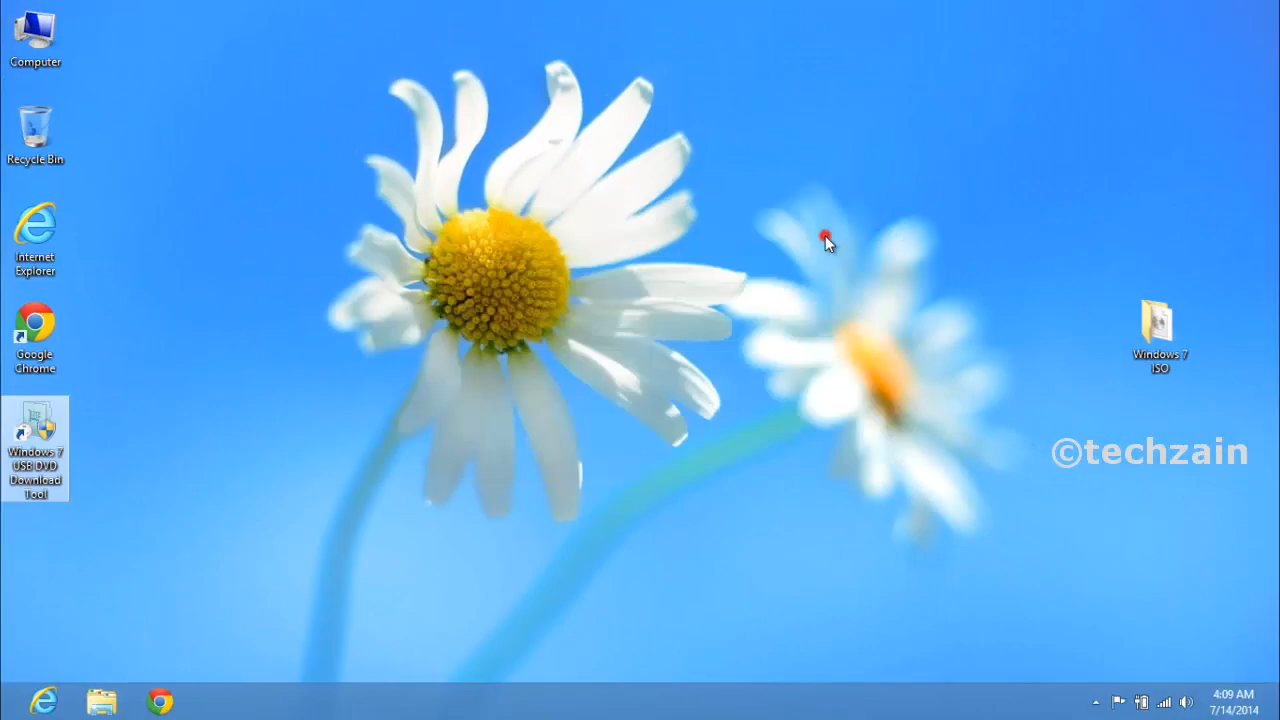 Computer
Recycle Bin
Internet
Explorer
Google
Chrome
Windows 7
USB DVD
Download
Tool
Windows 7
ISO
©techzain
4:09 AM
7/14/2014